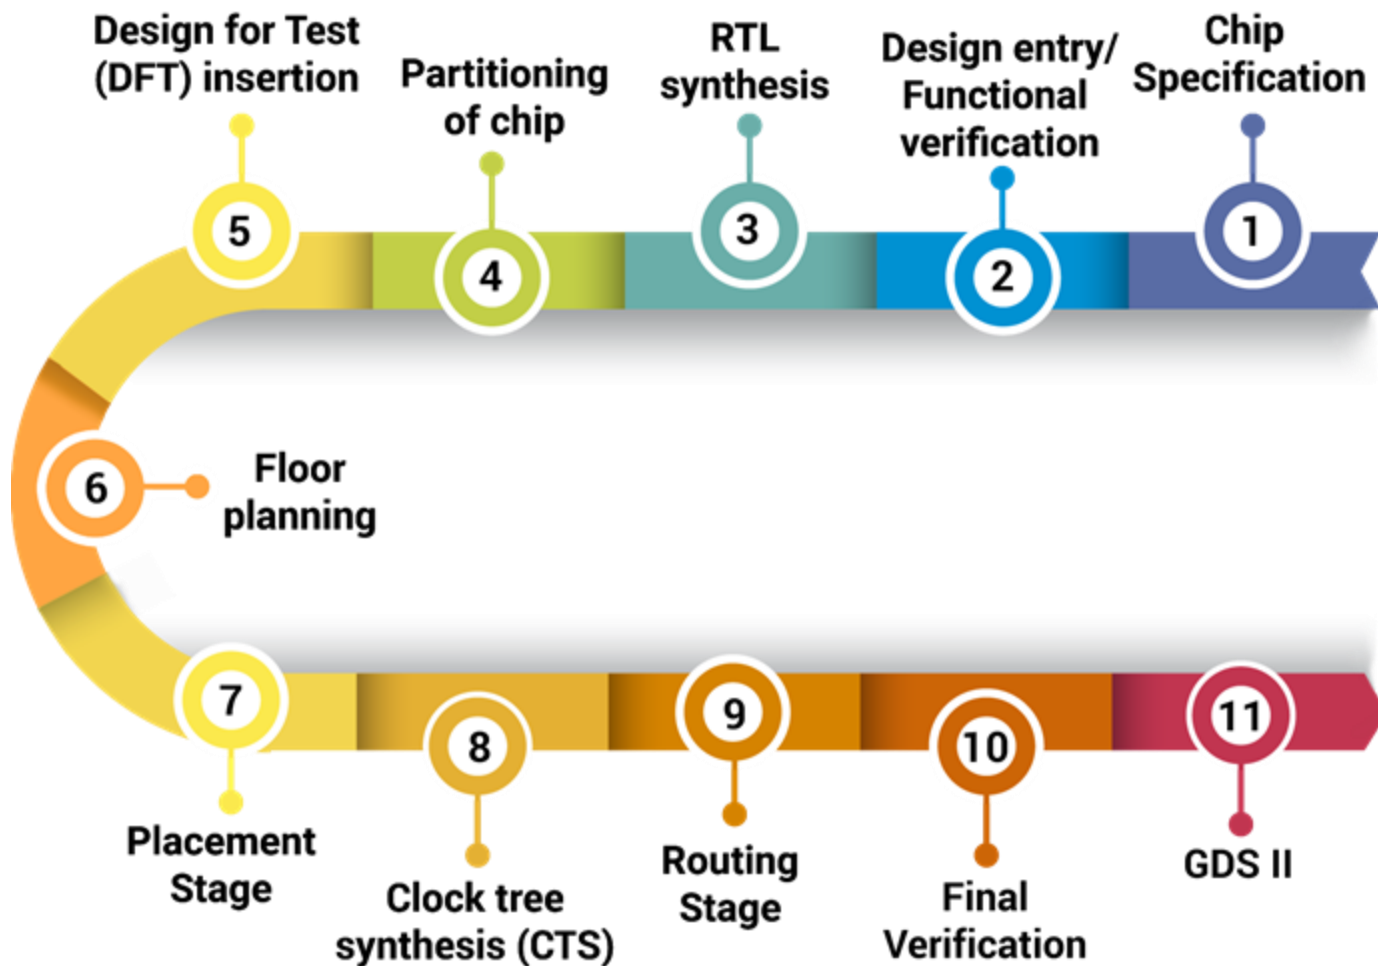 Chip
Specification
1
Design entry/
Functional
verification
2
RTL
synthesis
3
Partitioning
of chip
4
Design for Test
(DFT) insertion
5
6
Floor
planning
7
Placement
Stage
8
Clock tree
synthesis (CTS)
9
Routing
Stage
10
Final
Verification
11
GDS II